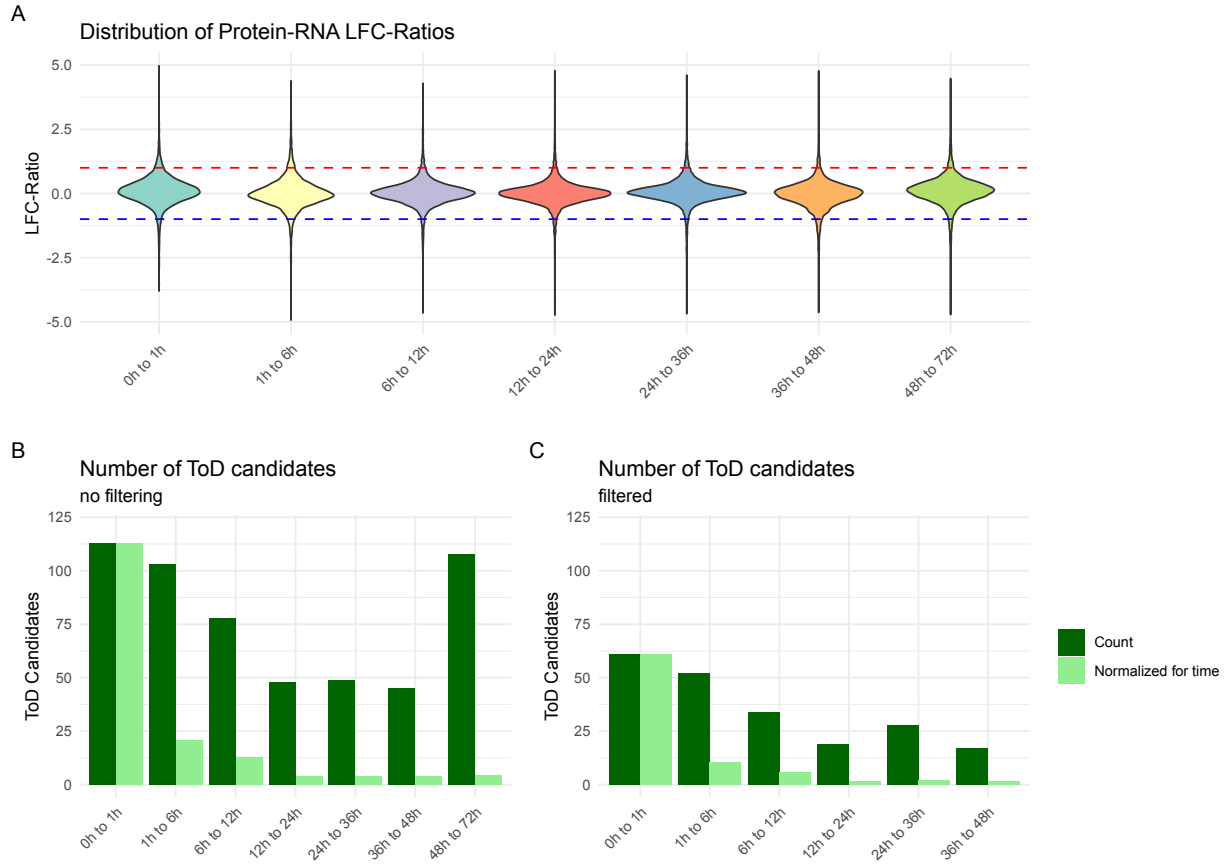 A
Distribution of Protein-RNA LFC-Ratios
LFC-Ratio
5.0
2.5
0.0
-2.5
-5.0
0h to 1h
1h to 6h
6h to 12h
12h to 24h
24h to 36h
36h to 48h
48h to 72h
B
Number of ToD candidates
no filtering
ToD Candidates
125
100
75
50
25
0
0h to 1h
1h to 6h
6h to 12h
12h to 24h
24h to 36h
36h to 48h
48h to 72h
C
Number of ToD candidates
filtered
ToD Candidates
125
100
75
50
25
0
0h to 1h
1h to 6h
6h to 12h
12h to 24h
24h to 36h
36h to 48h
Count
Normalized for time